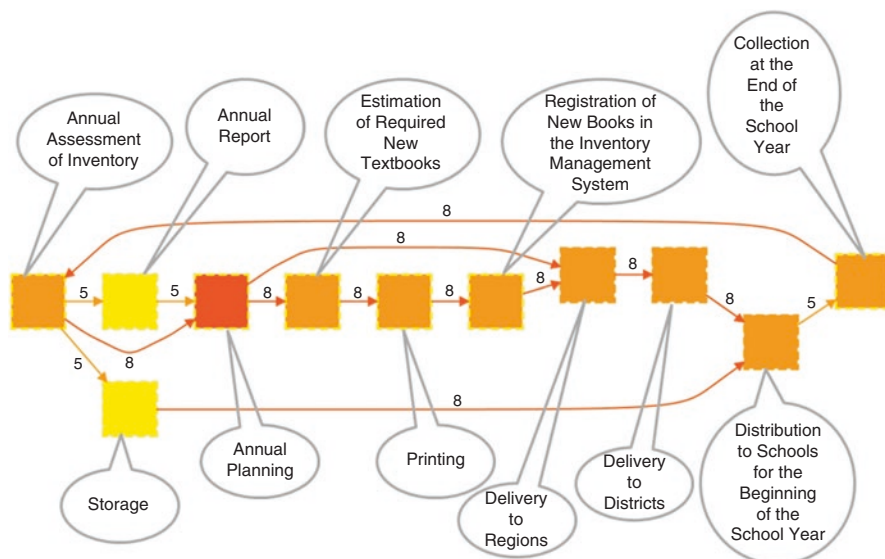 Annual
Assessment
of Inventory
Annual
Report
Estimation
of Required
New
Textbooks
Registration of
New Books in
the Inventory
Management
System
Collection
at the
End of
the
School
Year
8
8
5
5
8
8
8
8
8
8
5
8
5
8
Storage
Annual
Planning
Printing
Delivery
to
Regions
Delivery
to
Districts
Distribution
to Schools
for the
Beginning
of the
School Year